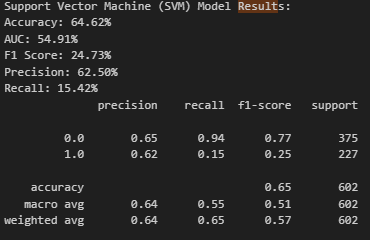 Support Vector Machine (SVM) Model Results:
Accuracy: 64.62%
AUC: 54.91%
F1 Score: 24.73%
Precision: 62.50%
Recall: 15.42%
precision recall f1-score support
0.0 0.65 0.94 0.77 375
1.0 0.62 0.15 0.25 227
accuracy 0.65 602
macro avg 0.64 0.55 0.51 602
weighted avg 0.64 0.65 0.57 602